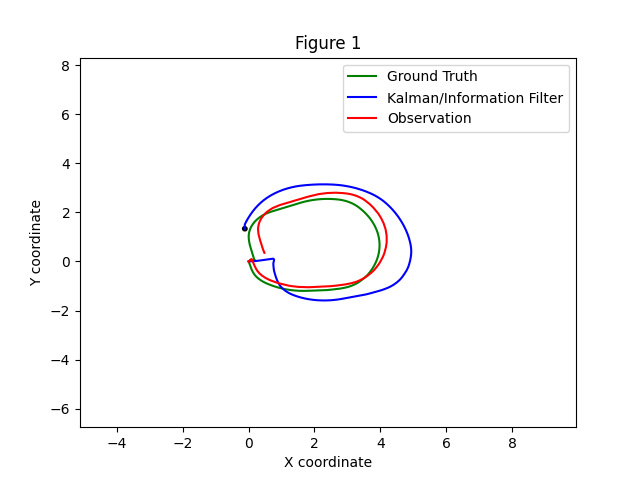 Figure 1
Ground Truth
Kalman/Information Filter
Observation
Y coordinate
8
6
4
2
0
−2
−4
−6
−4 −2 0 2 4 6 8
X coordinate